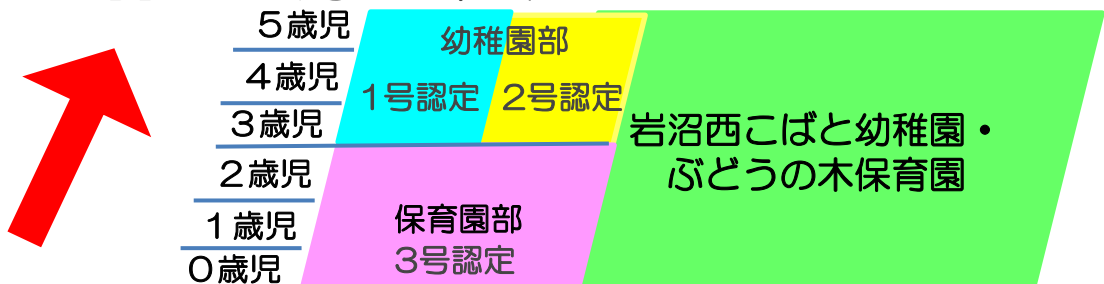 5歳児
4歳児
3歳児
2歳児
1歳児
0歳児
幼稚園部
1号認定
2号認定
保育園部
3号認定
岩沼西こばと幼稚園・
ぶどうの木保育園